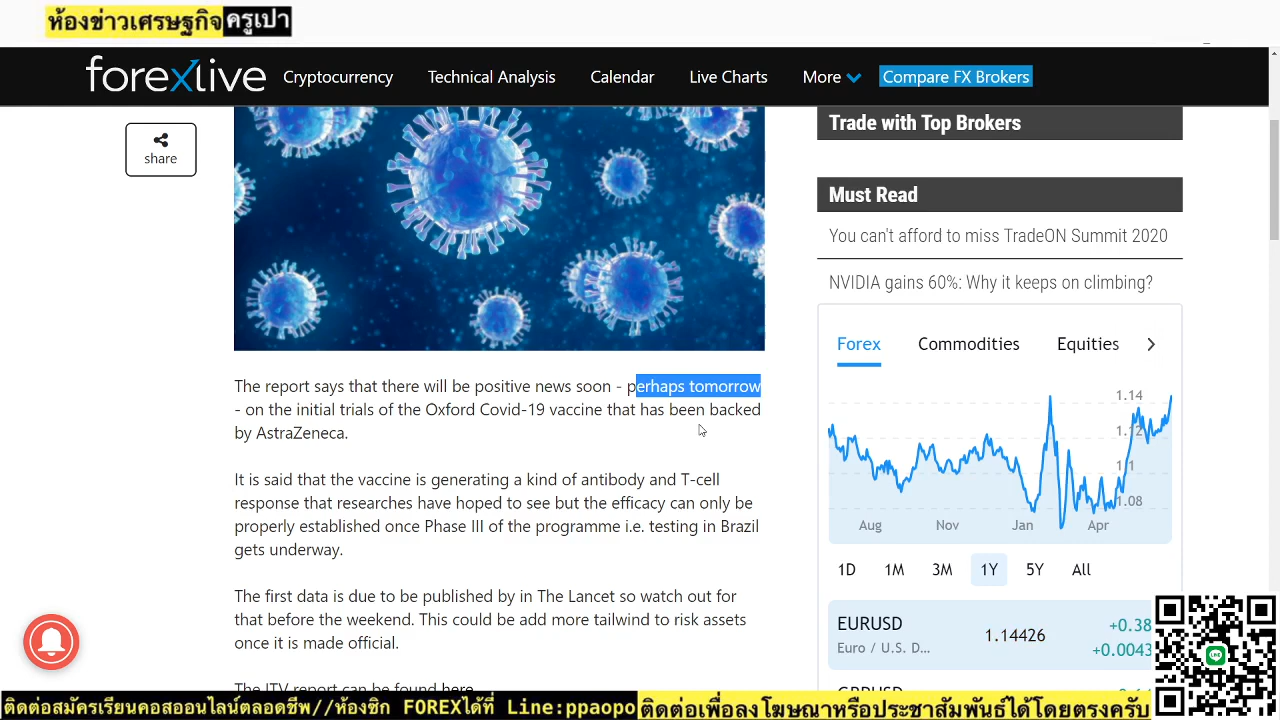 ห้องข่าวเศรษฐกิจครูเปา
forexlive Cryptocurrency Technical Analysis Calendar Live Charts More Compare FX Brokers
share
The report says that there will be positive news soon - perhaps tomorrow
- on the initial trials of the Oxford Covid-19 vaccine that has been backed
by AstraZeneca.
It is said that the vaccine is generating a kind of antibody and T-cell
response that researches have hoped to see but the efficacy can only be
properly established once Phase III of the programme i.e. testing in Brazil
gets underway.
The first data is due to be published by in The Lancet so watch out for
that before the weekend. This could be add more tailwind to risk assets
once it is made official.
The ITV report can be found here.
Trade with Top Brokers
Must Read
You can't afford to miss TradeON Summit 2020
NVIDIA gains 60%: Why it keeps on climbing?
Forex Commodities Equities
1.14
1.12
1.1
1.08
Aug Nov Jan Apr
1D 1M 3M 1Y 5Y All
EURUSD
Euro / U.S. D...
1.14426
+0.38
+0.0043
LINE
ติดต่อสมัครเรียนคอสออนไลน์ตลอดชีพ//ห้องซิก FOREXได้ที่ Line:ppaopo ติดต่อเพื่อลงโฆษณาหรือประชาสัมพันธ์ได้โดยตรงครับ